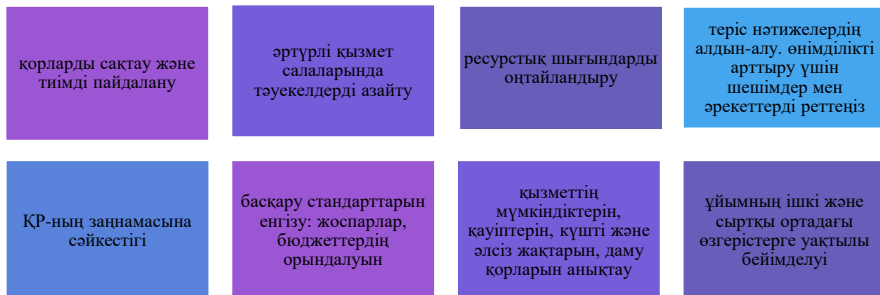 қорларды сақтау және
тиімді пайдалану
әртүрлі қызмет
салаларында
тәуекелдерді азайту
ресурстық шығындарды
оңтайландыру
теріс нәтижелердің
алдын-алу. өнімділікті
арттыру үшін
шешімдер мен
әрекеттерді реттеңіз
ҚР-ның заңнамасына
сәйкестігі
басқару стандарттарын
енгізу: жоспарлар,
бюджеттердің
орындалуын
қызметтің
мүмкіндіктерін,
қауіптерін, күшті және
әлсіз жақтарын, даму
қорларын анықтау
ұйымның ішкі және
сыртқы ортадағы
өзгерістерге уақтылы
бейімделуі